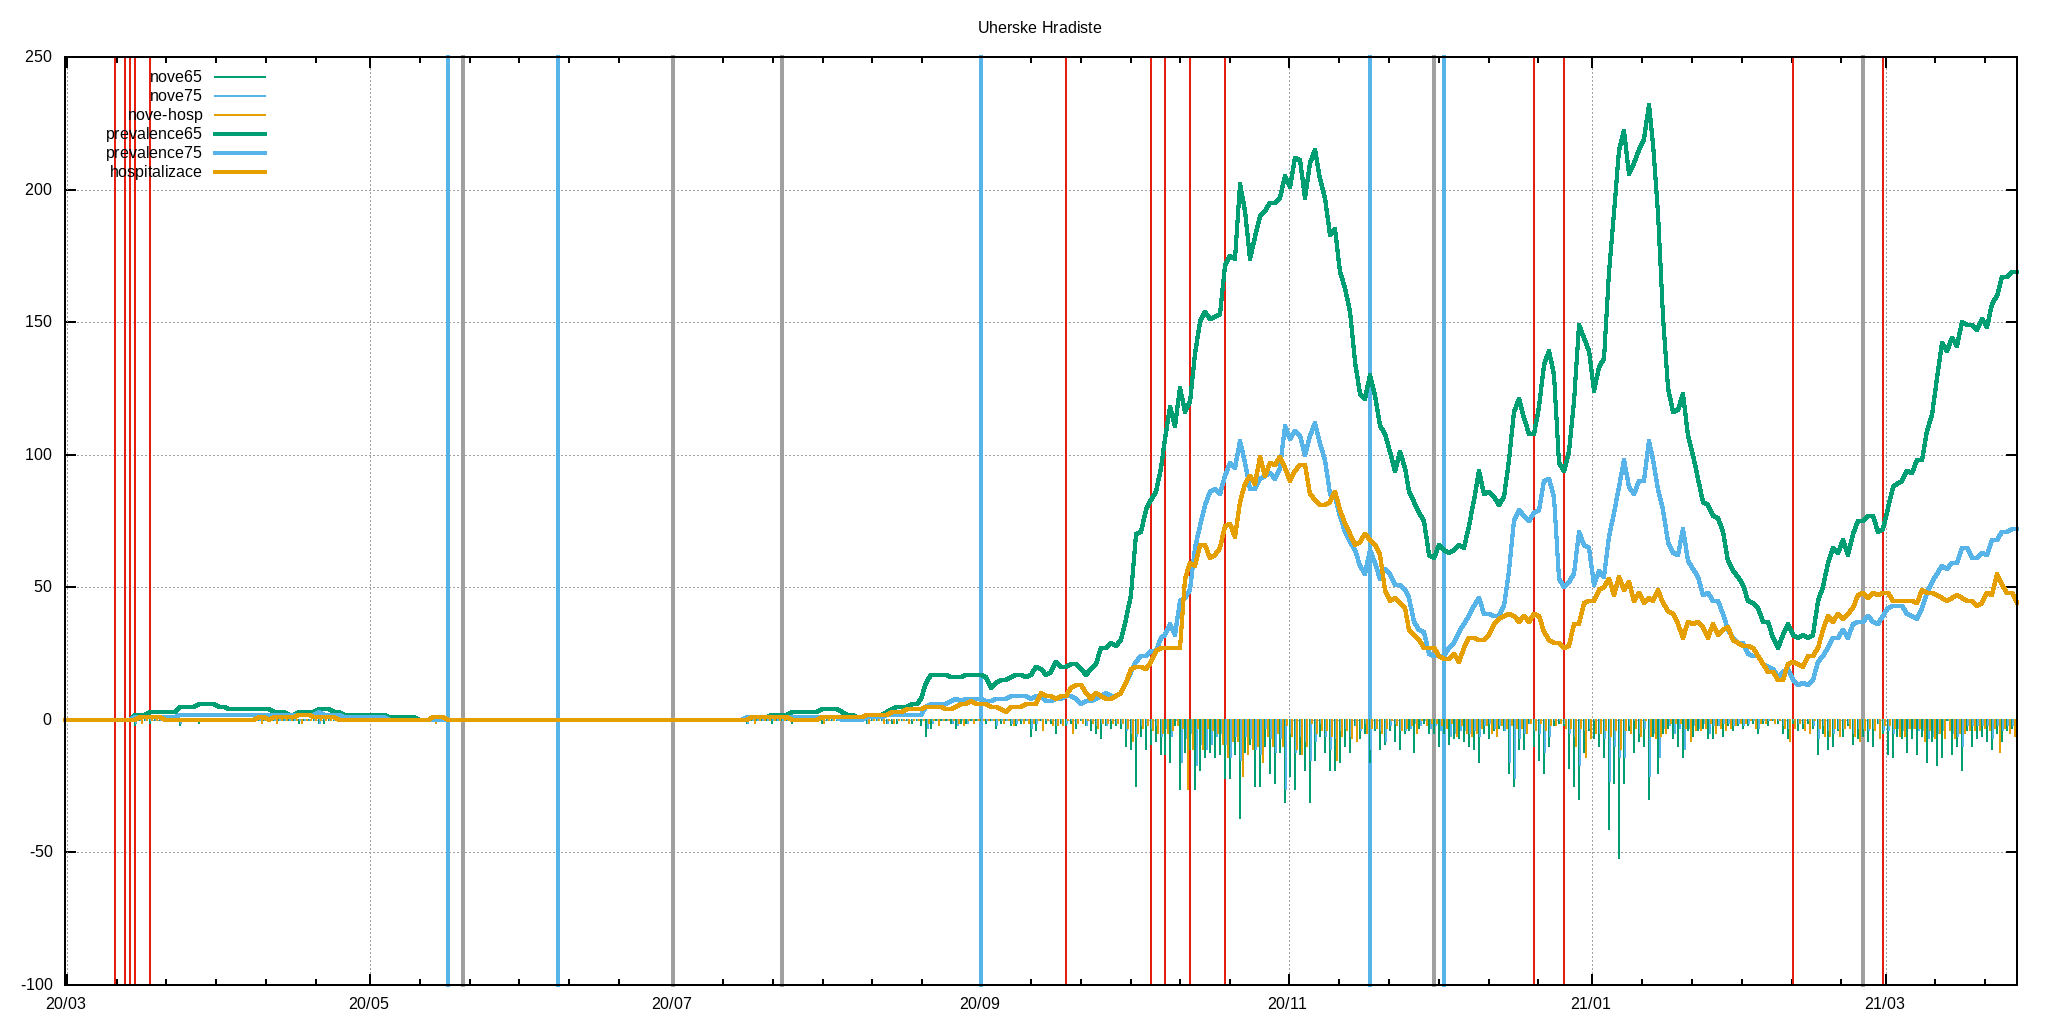 Uherske Hradiste
250
200
150
100
50
0
-50
-100
nove65
nove75
nove-hosp
prevalence65
prevalence75
hospitalizace
20/03 20/05 20/07 20/09 20/11 21/01 21/03